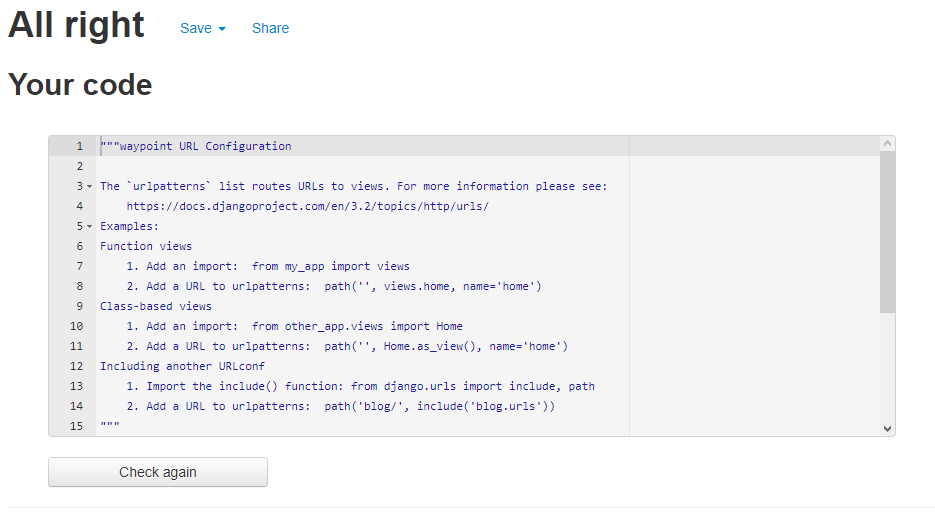 All right
Save
Share
Your code
1 """waypoint URL Configuration
2
3 The `urlpatterns` list routes URLs to views. For more information please see:
4     https://docs.djangoproject.com/en/3.2/topics/http/urls/
5 Examples:
6 Function views
7     1. Add an import:  from my_app import views
8     2. Add a URL to urlpatterns:  path('', views.home, name='home')
9 Class-based views
10     1. Add an import:  from other_app.views import Home
11     2. Add a URL to urlpatterns:  path('', Home.as_view(), name='home')
12 Including another URLconf
13     1. Import the include() function: from django.urls import include, path
14     2. Add a URL to urlpatterns:  path('blog/', include('blog.urls'))
15 """
Check again